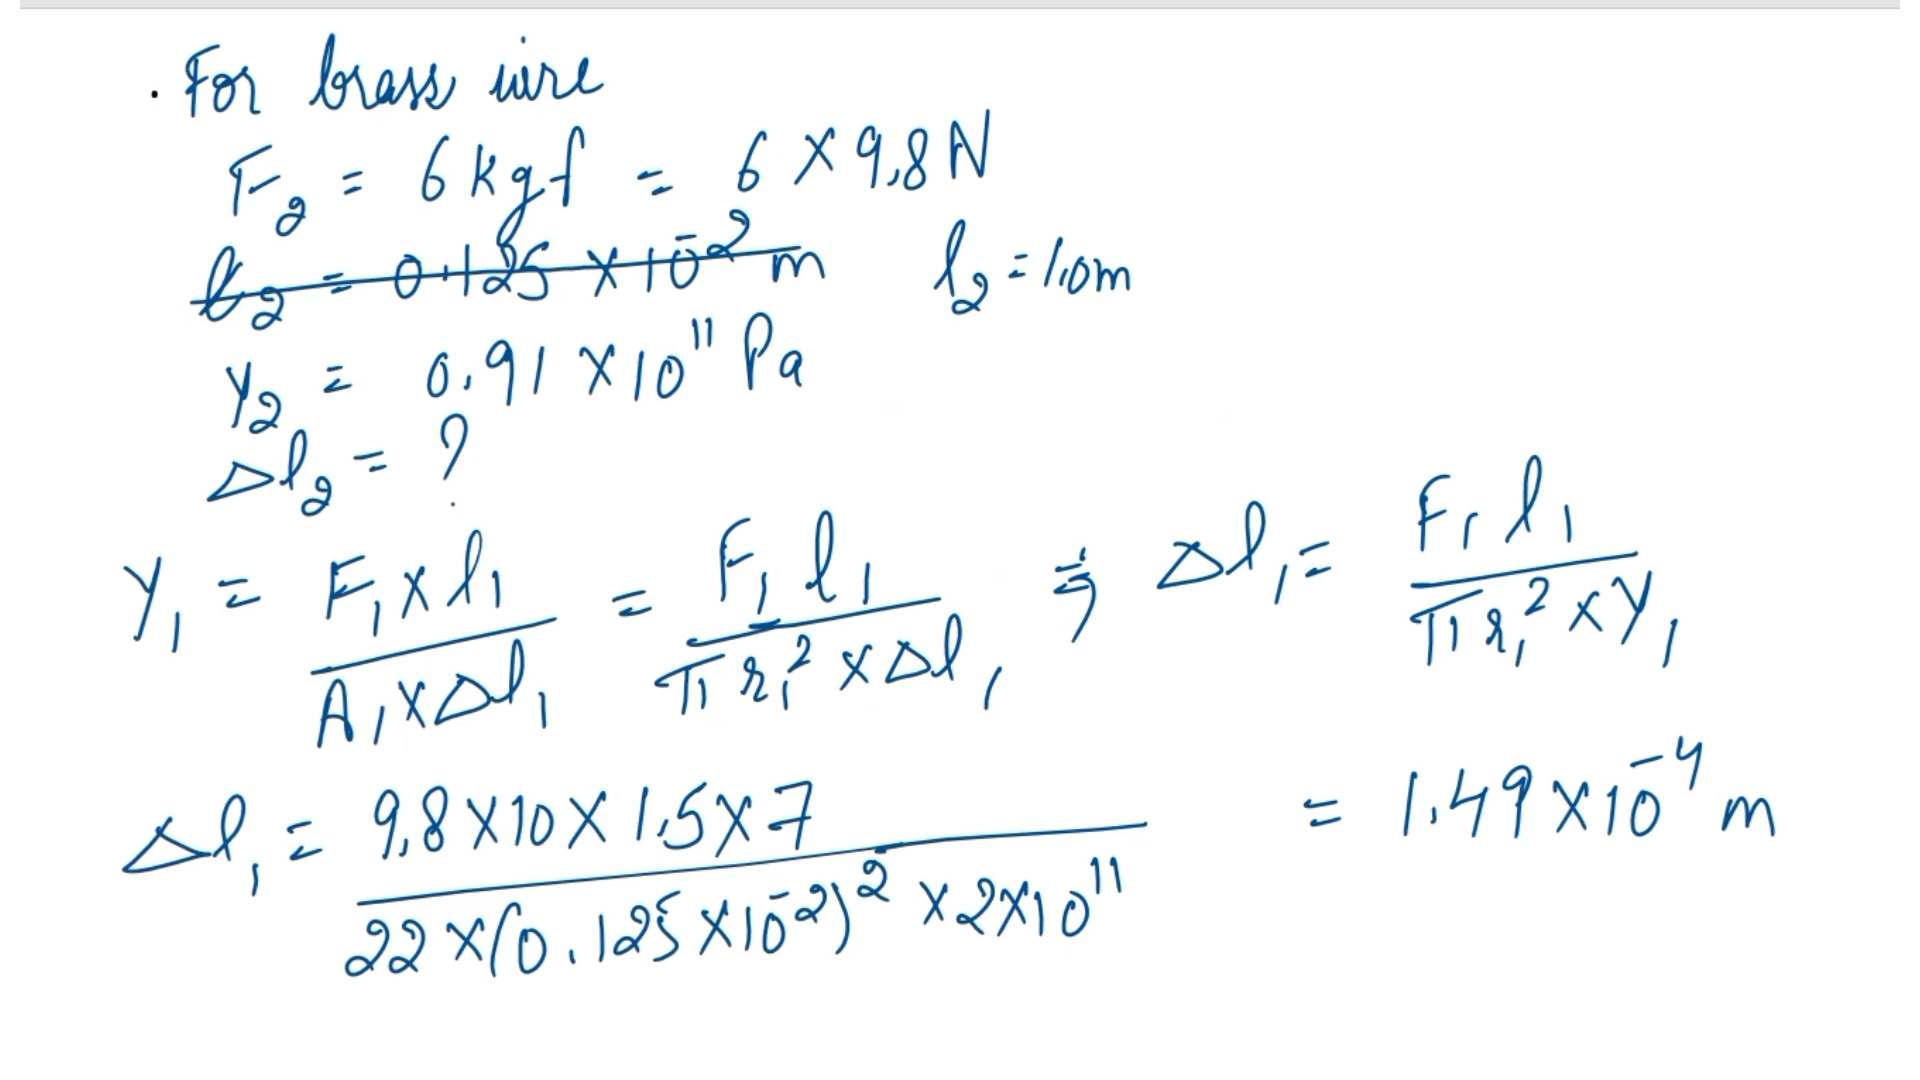 . For brass wire
F₂ = 6 kgf = 6 × 9.8 N
l₂ = 0.125 × 10⁻² m l₂ = 1.0m
Y₂ = 0.91 × 10¹¹ Pa
Δl₂ = ?
Y₁ = F₁ × l₁ / A₁ × Δl₁ = F₁ l₁ / π r₁² × Δl₁ ⇒ Δl₁ = F₁ l₁ / π r₁² × Y₁
Δl₁ = 9.8 × 10 × 1.5 × 7 / 22 × (0.125 × 10⁻²)² × 2 × 10¹¹ = 1.49 × 10⁻⁴ m